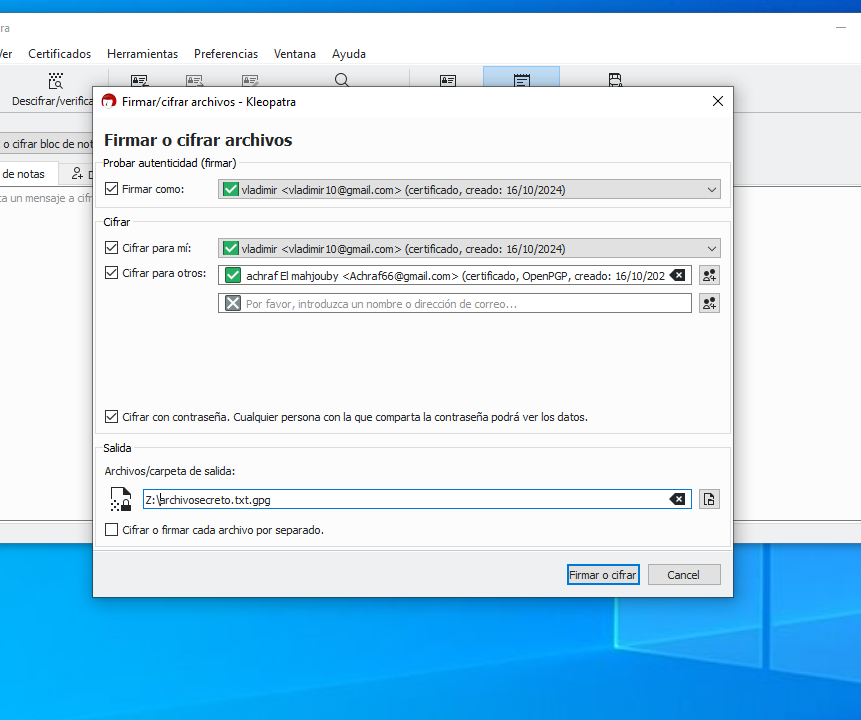 ra
Ver Certificados Herramientas Preferencias Ventana Ayuda
Descifrar/verifica
Firmar/cifrar archivos - Kleopatra
Firmar o cifrar archivos
o cifrar bloc de not
Probar autenticidad (firmar)
de notas
Firmar como: vladimir <vladimir10@gmail.com> (certificado, creado: 16/10/2024)
ta un mensaje a cifr
Cifrar
Cifrar para mí: vladimir <vladimir10@gmail.com> (certificado, creado: 16/10/2024)
Cifrar para otros: achraf El mahjouby <Achraf66@gmail.com> (certificado, OpenPGP, creado: 16/10/202
Por favor, introduzca un nombre o dirección de correo...
Cifrar con contraseña. Cualquier persona con la que comparta la contraseña podrá ver los datos.
Salida
Archivos/carpeta de salida:
Z:\archivosecreto.txt.gpg
Cifrar o firmar cada archivo por separado.
Firmar o cifrar Cancel